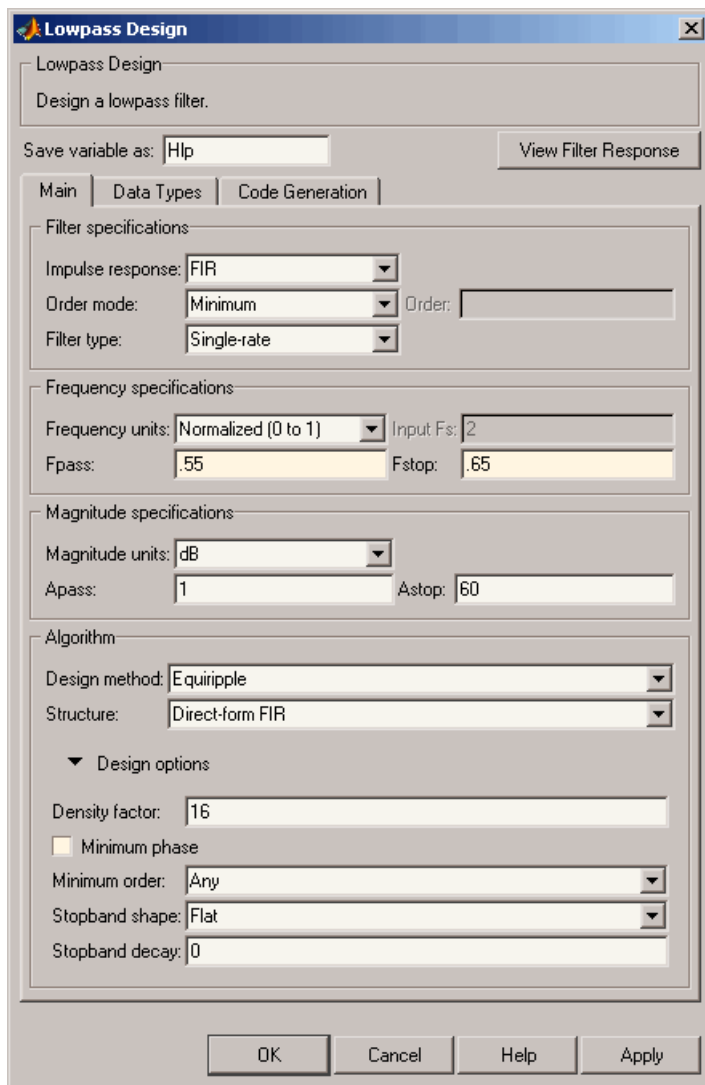 Lowpass Design
Lowpass Design
Design a lowpass filter.
Save variable as: Hlp View Filter Response
Main Data Types Code Generation
Filter specifications
Impulse response: FIR
Order mode: Minimum Order:
Filter type: Single-rate
Frequency specifications
Frequency units: Normalized (0 to 1) Input Fs: 2
Fpass: .55 Fstop: .65
Magnitude specifications
Magnitude units: dB
Apass: 1 Astop: 60
Algorithm
Design method: Equiripple
Structure: Direct-form FIR
Design options
Density factor: 16
Minimum phase
Minimum order: Any
Stopband shape: Flat
Stopband decay: 0
OK Cancel Help Apply